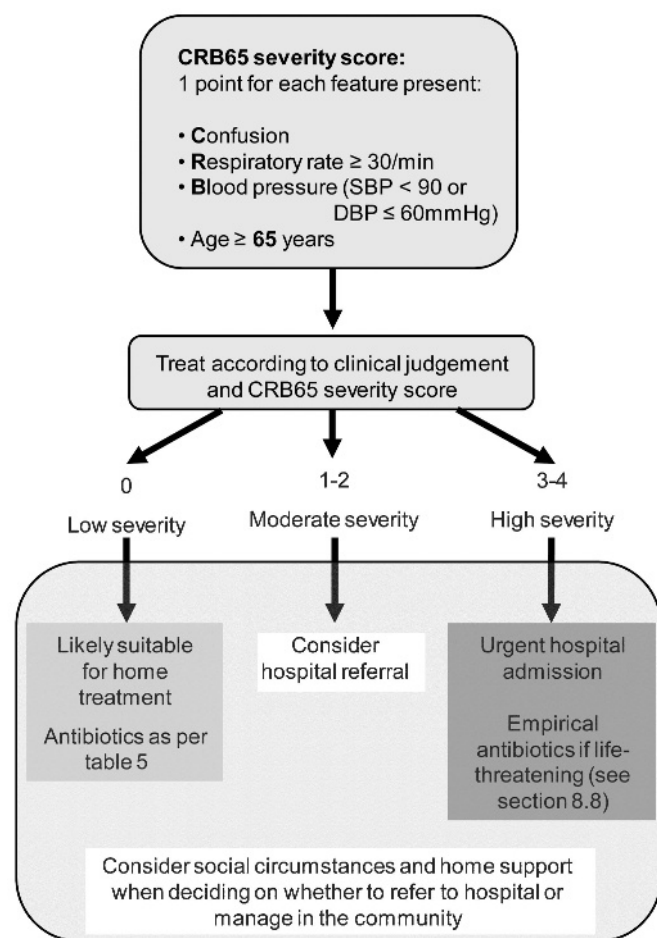 CRB65 severity score:
1 point for each feature present:
• Confusion
• Respiratory rate ≥ 30/min
• Blood pressure (SBP < 90 or
DBP ≤ 60mmHg)
• Age ≥ 65 years
Treat according to clinical judgement
and CRB65 severity score
0
Low severity
1-2
Moderate severity
3-4
High severity
Likely suitable
for home
treatment
Antibiotics as per
table 5
Consider
hospital referral
Urgent hospital
admission
Empirical
antibiotics if life-
threatening (see
section 8.8)
Consider social circumstances and home support
when deciding on whether to refer to hospital or
manage in the community